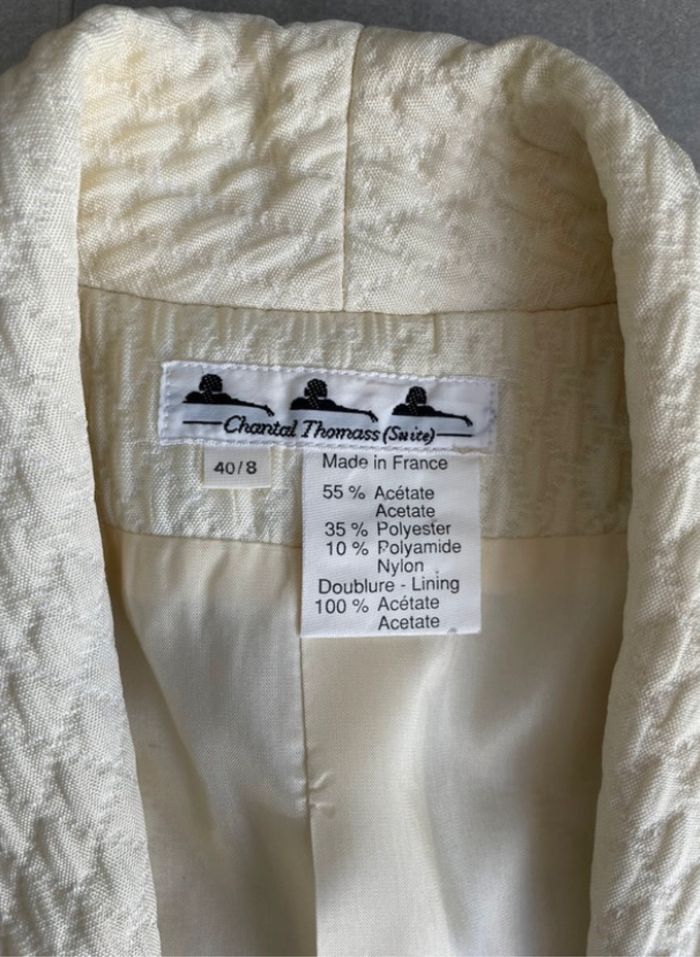 Chantal Thomass (Suite)
40/8
Made in France
55 % Acétate
Acetate
35 % Polyester
10 % Polyamide
Nylon
Doublure - Lining
100 % Acétate
Acetate